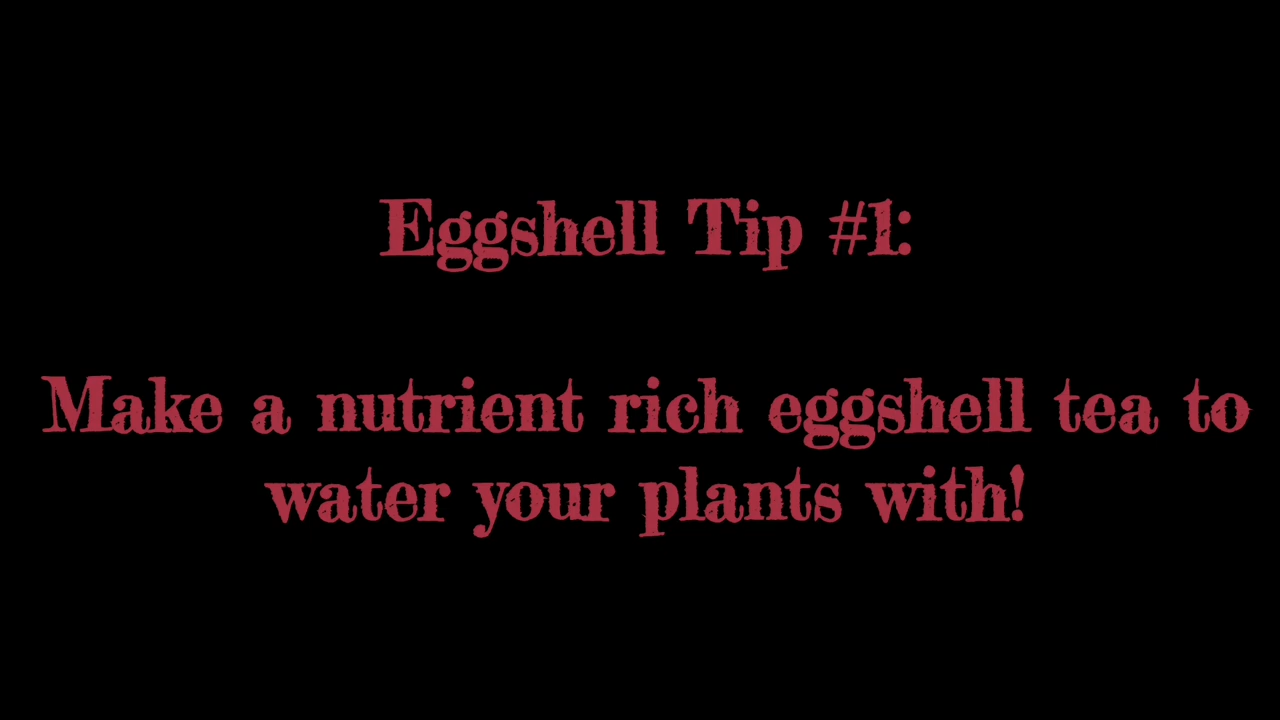 Eggshell Tip #1:
Make a nutrient rich eggshell tea to
water your plants with!